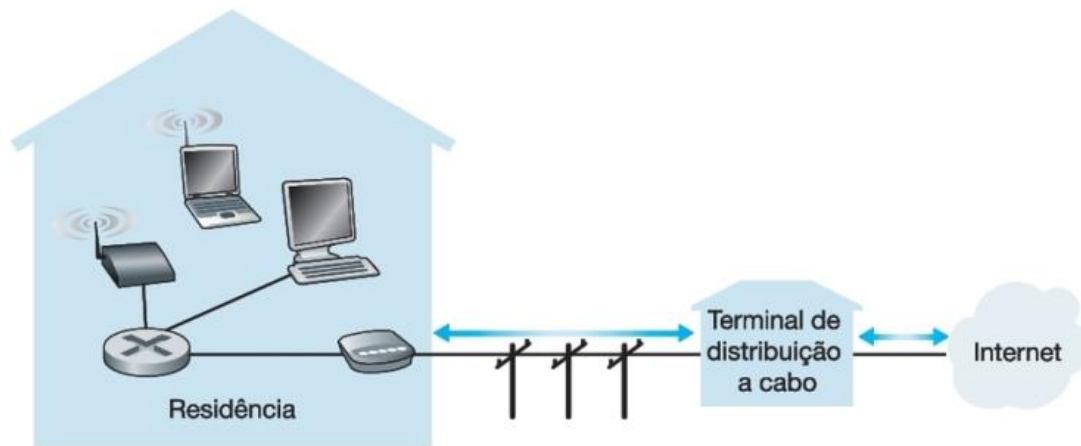 Residência
Terminal de
distribuição
a cabo
Internet